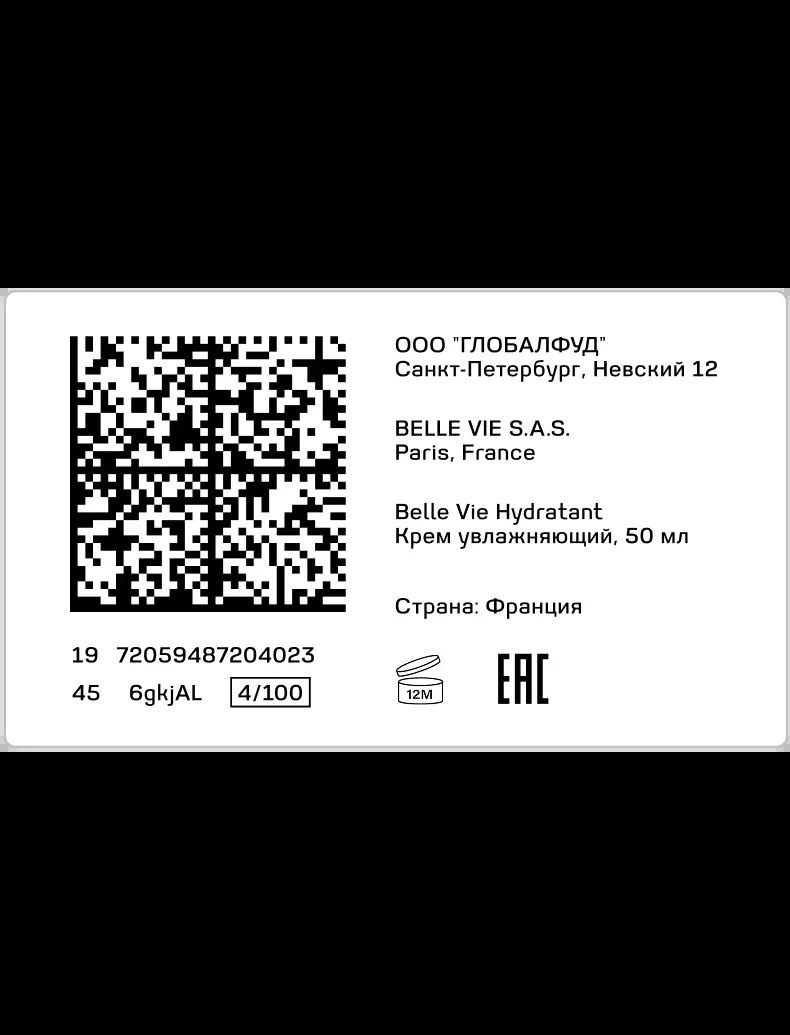 ООО "ГЛОБАЛФУД"
Санкт-Петербург, Невский 12
BELLE VIE S.A.S.
Paris, France
Belle Vie Hydratant
Крем увлажняющий, 50 мл
Страна: Франция
19 72059487204023
45 6gkjAL 4/100
12M
EAC